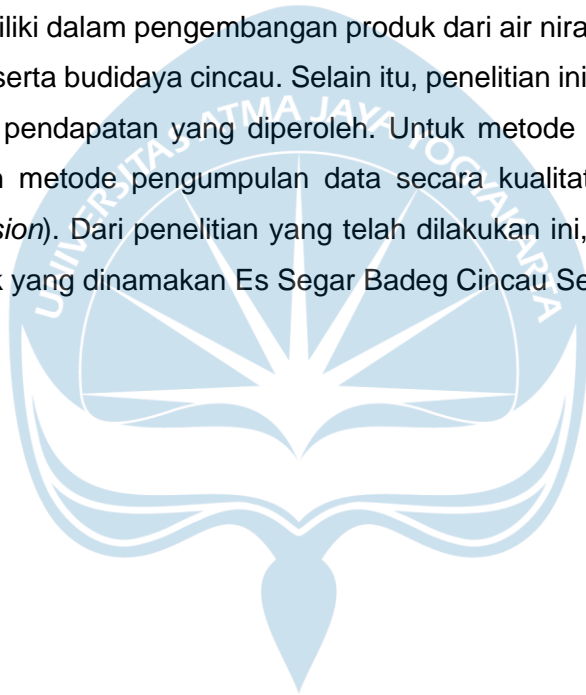 iliki dalam pengembangan produk dari air nira
serta budidaya cincau. Selain itu, penelitian ini
pendapatan yang diperoleh. Untuk metode
metode pengumpulan data secara kualitat
sion). Dari penelitian yang telah dilakukan ini,
k yang dinamakan Es Segar Badeg Cincau Se
UNIVERSITAS ATMA JAYA YOGYAKARTA